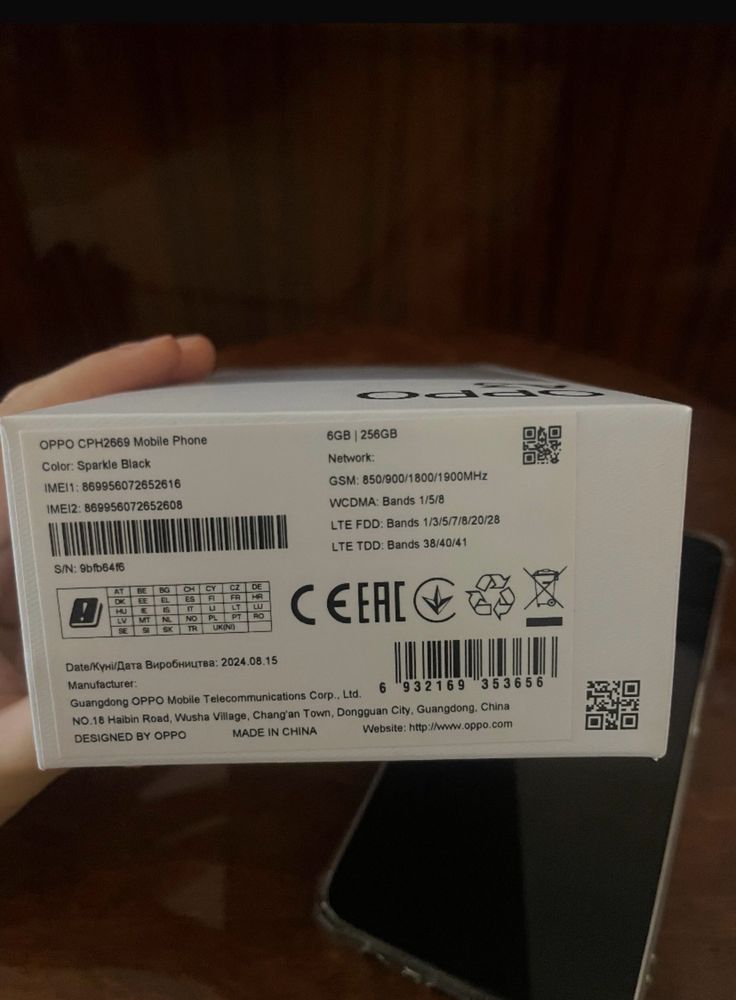 OPPO
OPPO CPH2669 Mobile Phone
Color: Sparkle Black
IMEI1: 869956072652616
IMEI2: 869956072652608
S/N: 9bfb64f6
6GB | 256GB
Network:
GSM: 850/900/1800/1900MHz
WCDMA: Bands 1/5/8
LTE FDD: Bands 1/3/5/7/8/20/28
LTE TDD: Bands 38/40/41
AT BE BG CH CY CZ DE
DK EE EL ES FI FR HR
HU IE IS IT LI LT LU
LV MT NL NO PL PT RO
SE SI SK TR UK(NI)
CE EAC
Date/Күні/Дата Виробництва: 2024.08.15
Manufacturer:
Guangdong OPPO Mobile Telecommunications Corp., Ltd.
NO.18 Haibin Road, Wusha Village, Chang'an Town, Dongguan City, Guangdong, China
DESIGNED BY OPPO MADE IN CHINA Website: http://www.oppo.com
6 932169 353656